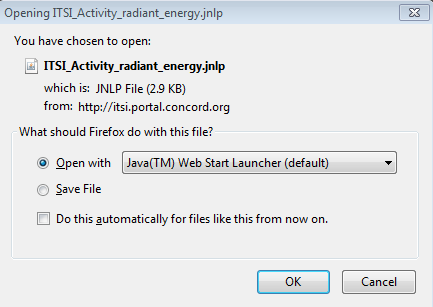 Opening ITSI_Activity_radiant_energy.jnlp
You have chosen to open:
ITSI_Activity_radiant_energy.jnlp
which is: JNLP File (2.9 KB)
from: http://itsi.portal.concord.org
What should Firefox do with this file?
Open with Java(TM) Web Start Launcher (default)
Save File
Do this automatically for files like this from now on.
OK Cancel